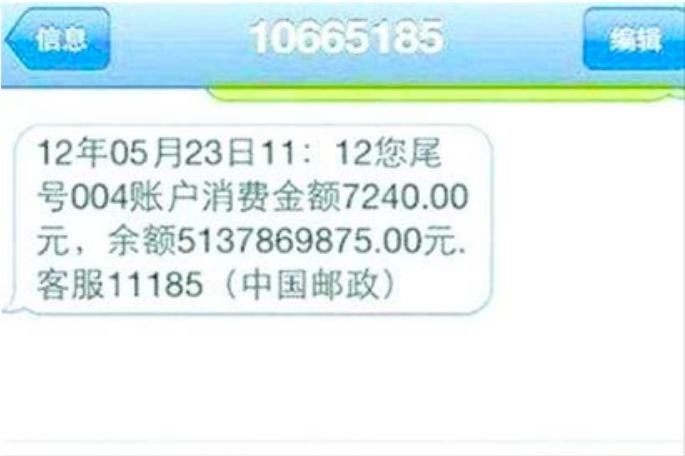 信息 10665185 编辑
12年05月23日11：12您尾
号004账户消费金额7240.00
元，余额5137869875.00元.
客服11185（中国邮政）